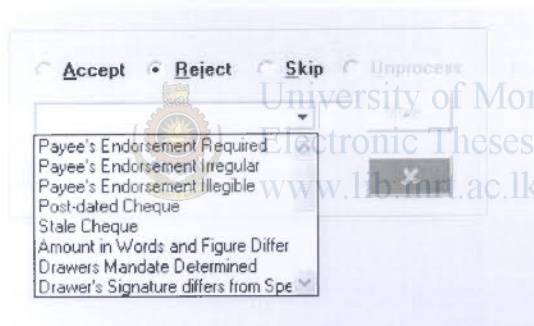 Accept Reject Skip Unprocess
University of Mor
Electronic Theses
www.lib.mrt.ac.lk
Payee's Endorsement Required
Payee's Endorsement Irregular
Payee's Endorsement Illegible
Post-dated Cheque
Stale Cheque
Amount in Words and Figure Differ
Drawers Mandate Determined
Drawer's Signature differs from Spe